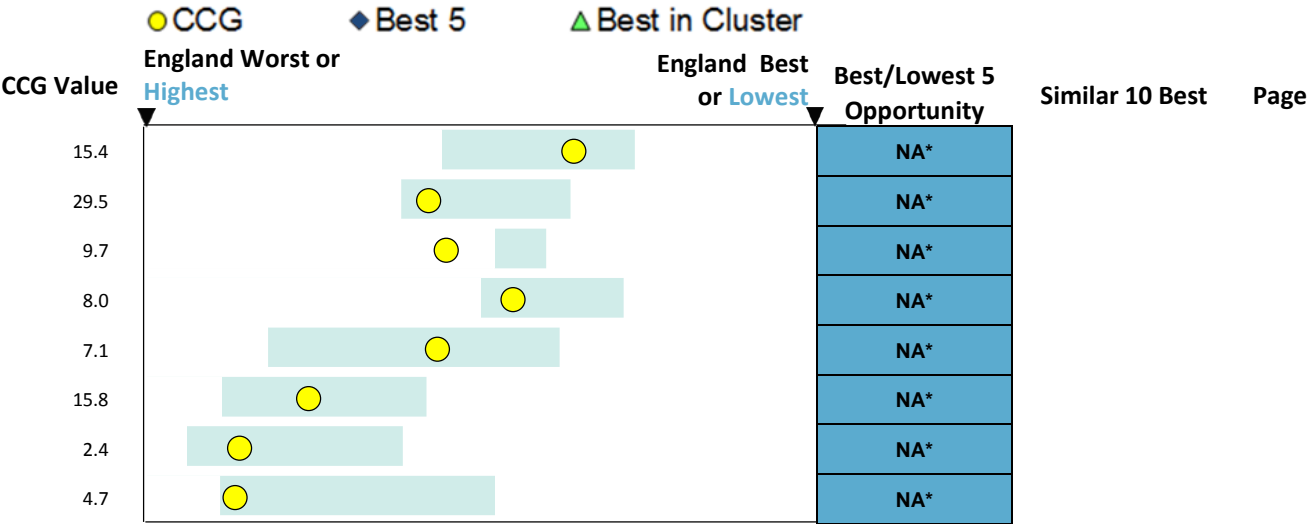 CCG Best 5 Best in Cluster
CCG Value England Worst or Highest England Best or Lowest Best/Lowest 5 Opportunity Similar 10 Best Page
15.4 NA*
29.5 NA*
9.7 NA*
8.0 NA*
7.1 NA*
15.8 NA*
2.4 NA*
4.7 NA*